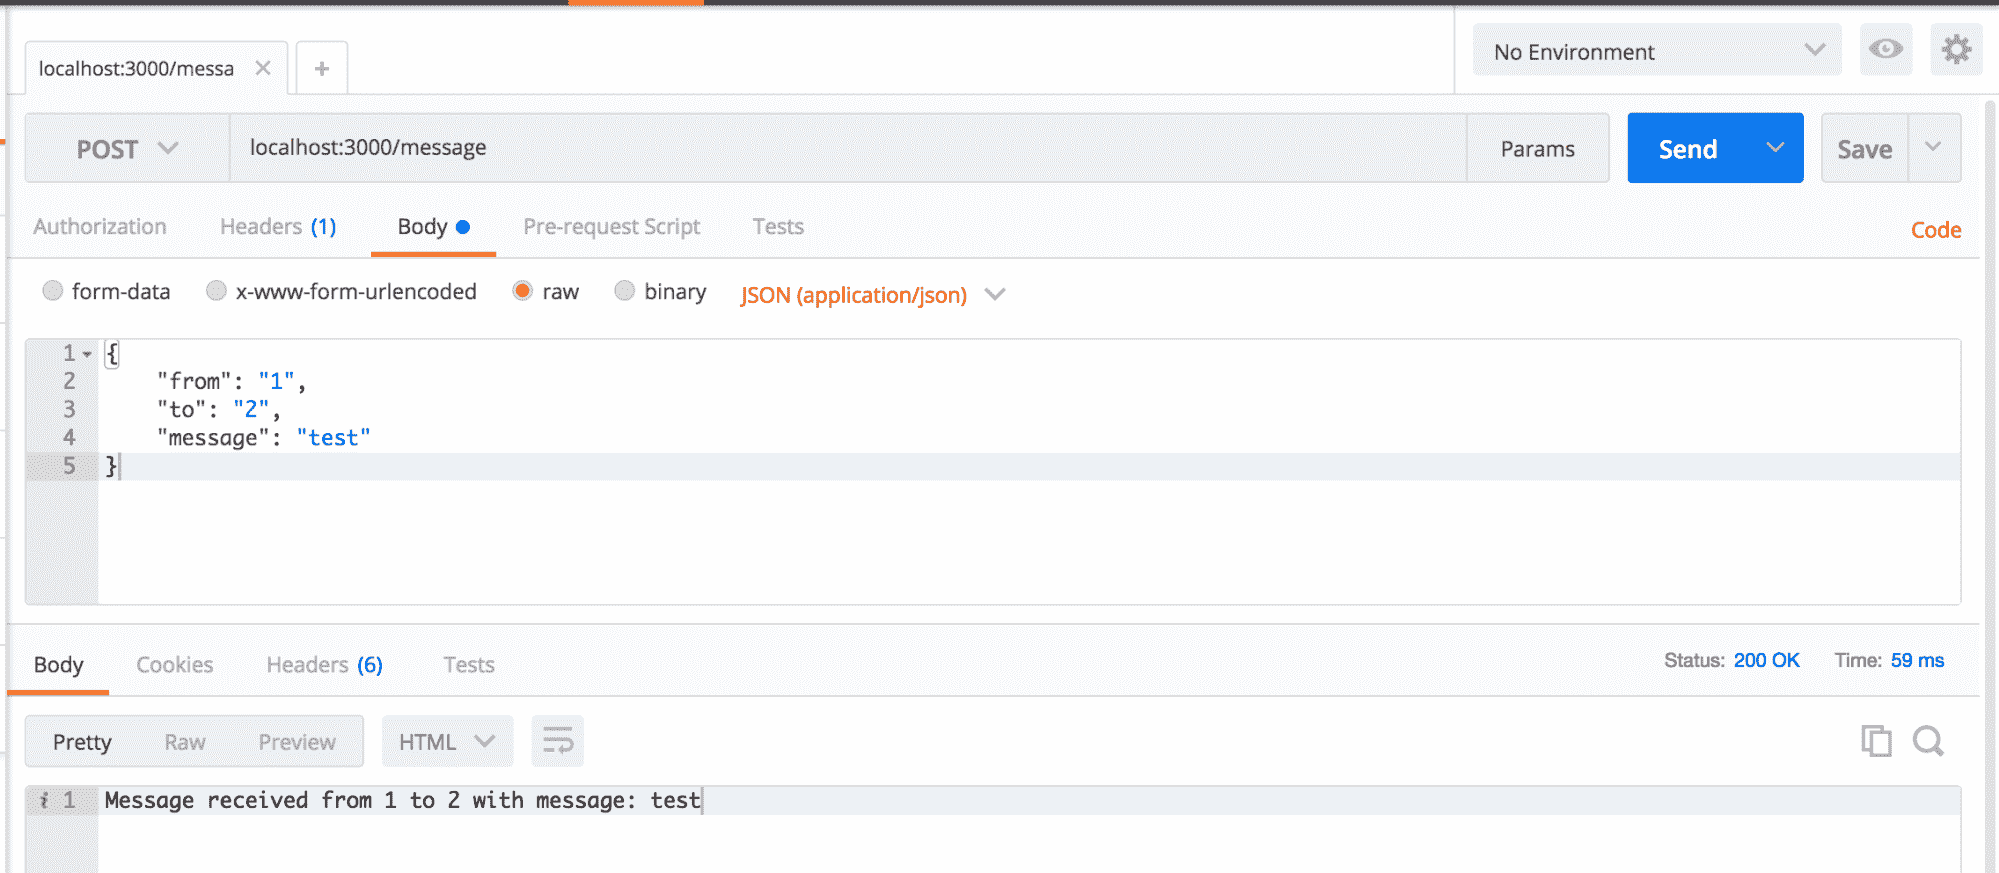 localhost:3000/messa
No Environment
POST localhost:3000/message Params Send Save
Authorization Headers (1) Body Pre-request Script Tests Code
form-data x-www-form-urlencoded raw binary JSON (application/json)
1 {
2 "from": "1",
3 "to": "2",
4 "message": "test"
5 }
Body Cookies Headers (6) Tests Status: 200 OK Time: 59 ms
Pretty Raw Preview HTML
i 1 Message received from 1 to 2 with message: test